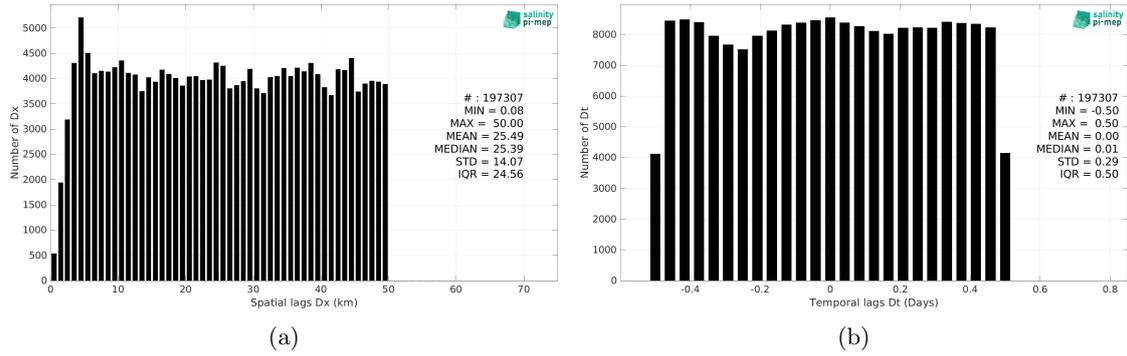 salinity
pi-mep
5000
4500
4000
3500
3000
2500
2000
1500
1000
500
0
Number of Dx
# : 197307
MIN = 0.08
MAX = 50.00
MEAN = 25.49
MEDIAN = 25.39
STD = 14.07
IQR = 24.56
0 10 20 30 40 50 60 70
Spatial lags Dx (km)
(a)
salinity
pi-mep
8000
7000
6000
5000
4000
3000
2000
1000
0
Number of Dt
# : 197307
MIN = -0.50
MAX = 0.50
MEAN = 0.00
MEDIAN = 0.01
STD = 0.29
IQR = 0.50
-0.4 -0.2 0 0.2 0.4 0.6 0.8
Temporal lags Dt (Days)
(b)